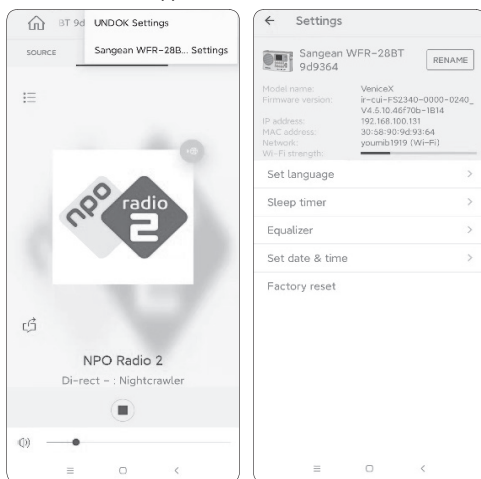 BT 9d
UNDOK Settings
Sangean WFR-28B... Settings
SOURCE
npo
radio
2
NPO Radio 2
Di-rect - : Nightcrawler
Settings
Sangean WFR-28BT
9d9364
RENAME
Model name: VeniceX
Firmware version: ir-cui-FS2340-0000-0240_
V4.5.10.46f70b-1B14
IP address: 192.168.100.131
MAC address: 30:58:90:9d:93:64
Network: youmib1919 (Wi-Fi)
Wi-Fi strength:
Set language
Sleep timer
Equalizer
Set date & time
Factory reset